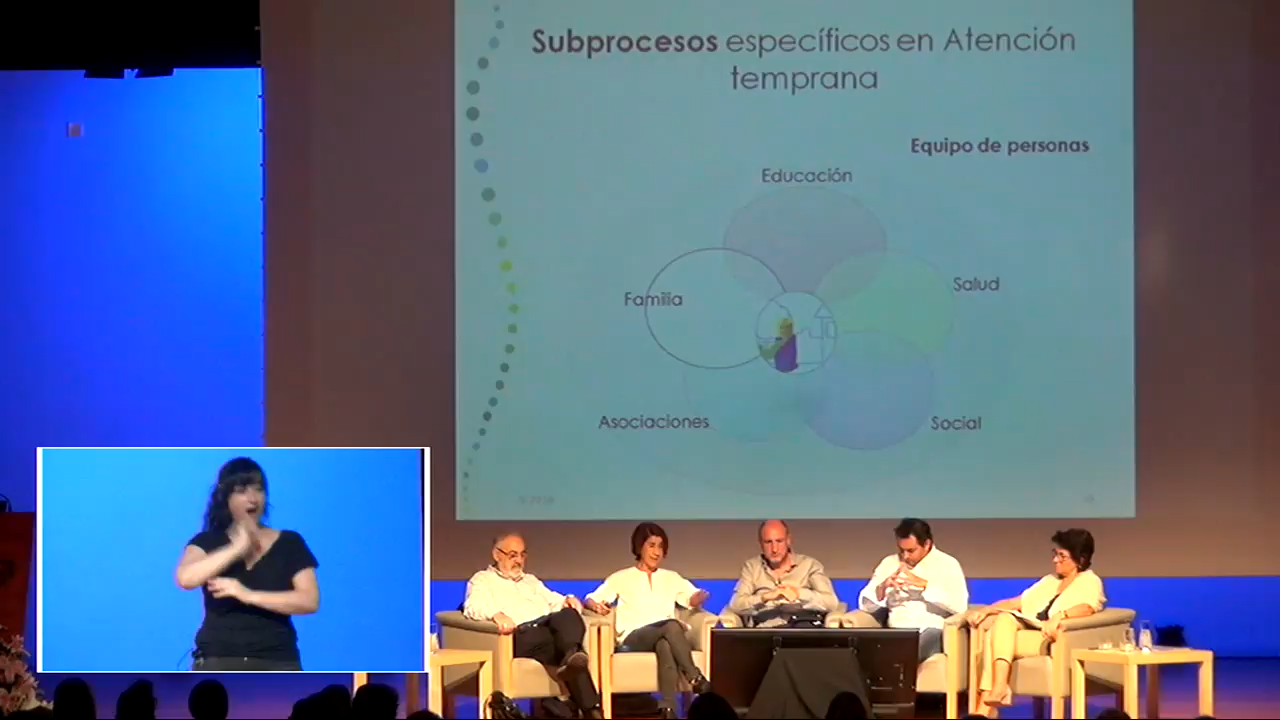 Subprocesos específicos en Atención
temprana
Equipo de personas
Educación
Salud
Familia
Asociaciones
Social